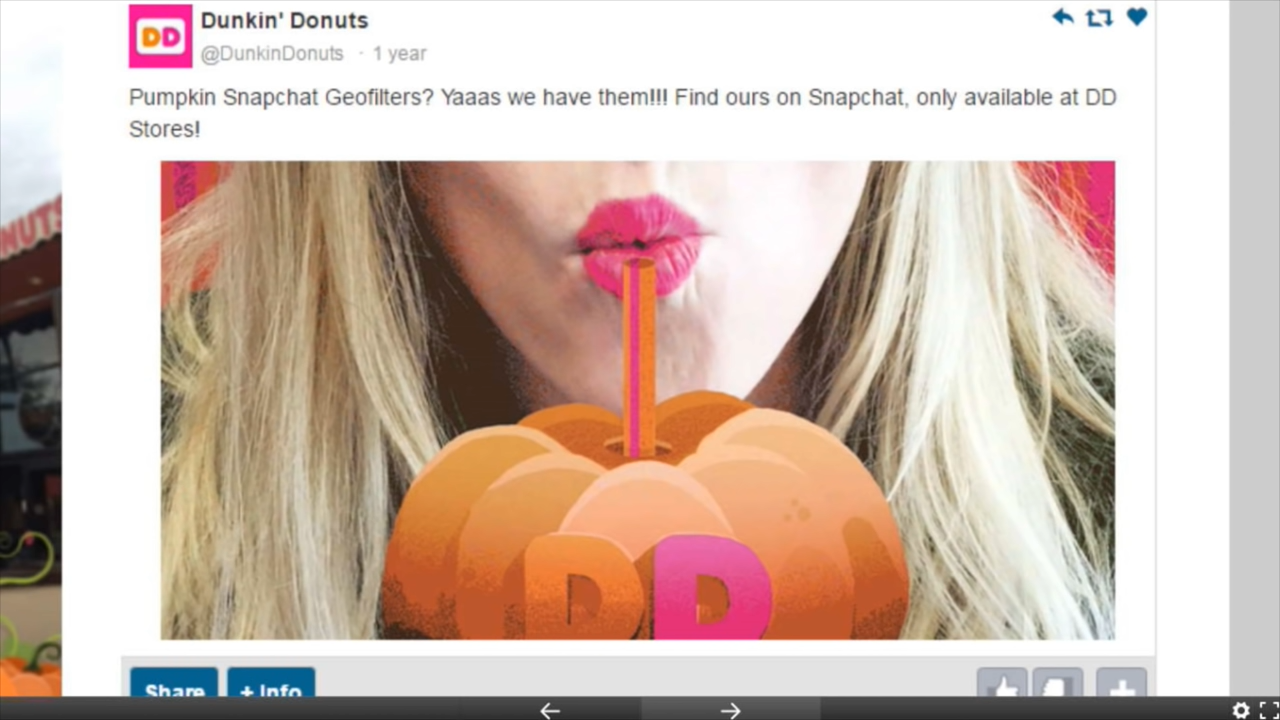 DD
Dunkin' Donuts
@DunkinDonuts · 1 year
Pumpkin Snapchat Geofilters? Yaaas we have them!!! Find ours on Snapchat, only available at DD
Stores!
NUTS
DD
Share
+ Info